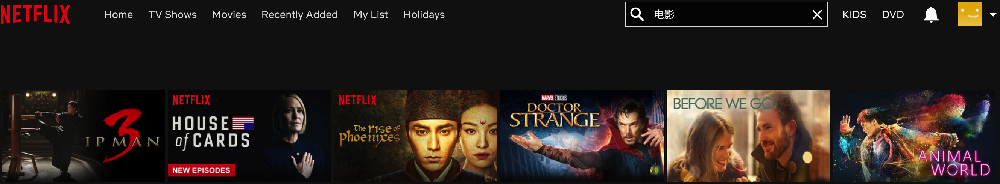 NETFLIX
Home
TV Shows
Movies
Recently Added
My List
Holidays
电影
KIDS
DVD
3
IP MAN
NETFLIX
HOUSE
of CARDS
NEW EPISODES
NETFLIX
The rise of
phoenixes
MARVEL STUDIOS
DOCTOR
STRANGE
BEFORE WE GO
ANIMAL
WORLD